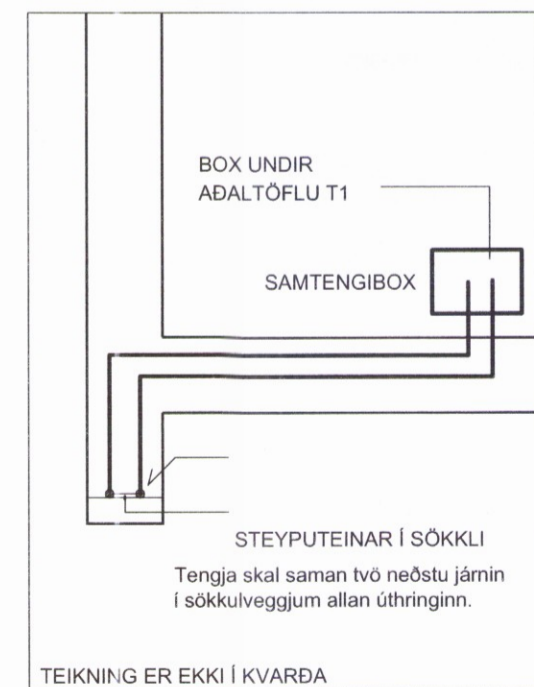 BOX UNDIR
AÐALTÖFLU T1
SAMTENGIBOX
STEYPUTEINAR Í SÖKKLI
Tengja skal saman tvö neðstu járnin
í sökkulveggjum allan úthringinn.
TEIKNING ER EKKI Í KVARÐA